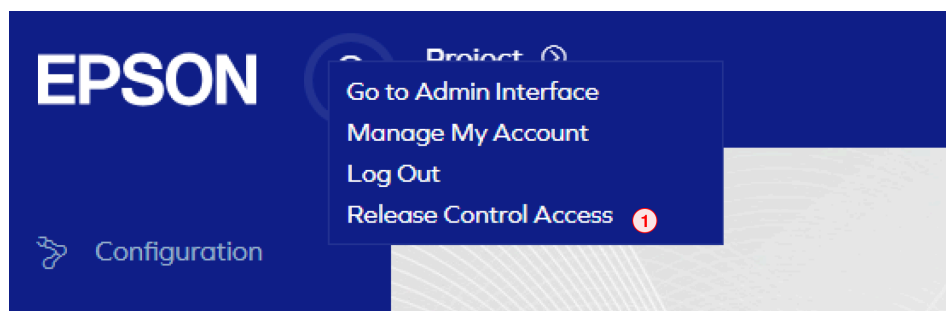 EPSON
Project
Go to Admin Interface
Manage My Account
Log Out
Release Control Access 1
Configuration